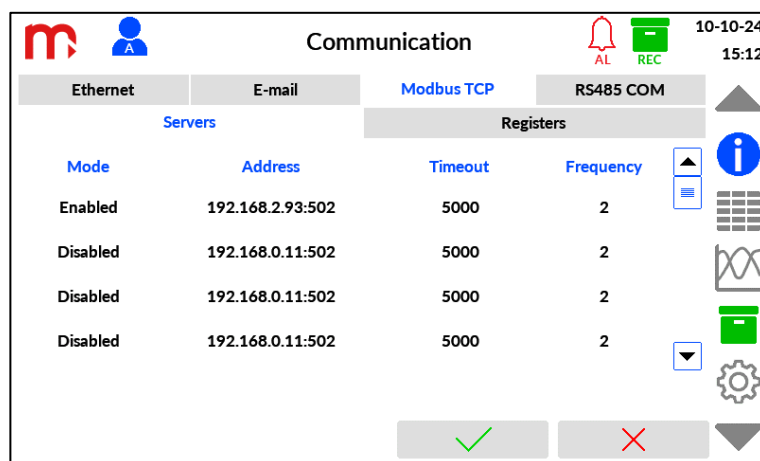 Communication
A
AL
REC
10-10-24
15:12
Ethernet E-mail Modbus TCP RS485 COM
Servers Registers
Mode Address Timeout Frequency
Enabled 192.168.2.93:502 5000 2
Disabled 192.168.0.11:502 5000 2
Disabled 192.168.0.11:502 5000 2
Disabled 192.168.0.11:502 5000 2